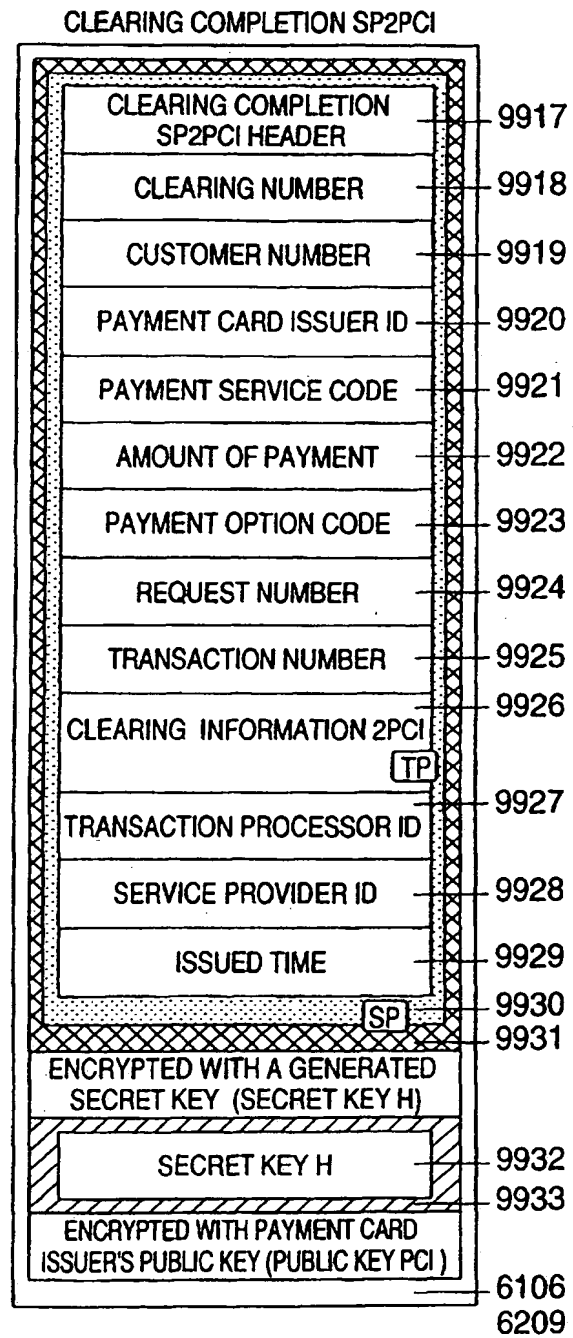 CLEARING COMPLETION SP2PCI
CLEARING COMPLETION
SP2PCI HEADER
9917
CLEARING NUMBER
9918
CUSTOMER NUMBER
9919
PAYMENT CARD ISSUER ID
9920
PAYMENT SERVICE CODE
9921
AMOUNT OF PAYMENT
9922
PAYMENT OPTION CODE
9923
REQUEST NUMBER
9924
TRANSACTION NUMBER
9925
9926
CLEARING INFORMATION 2PCI
TP
9927
TRANSACTION PROCESSOR ID
SERVICE PROVIDER ID
9928
ISSUED TIME
9929
9930
SP
9931
ENCRYPTED WITH A GENERATED
SECRET KEY (SECRET KEY H)
SECRET KEY H
9932
9933
ENCRYPTED WITH PAYMENT CARD
ISSUER'S PUBLIC KEY (PUBLIC KEY PCI)
6106
6209